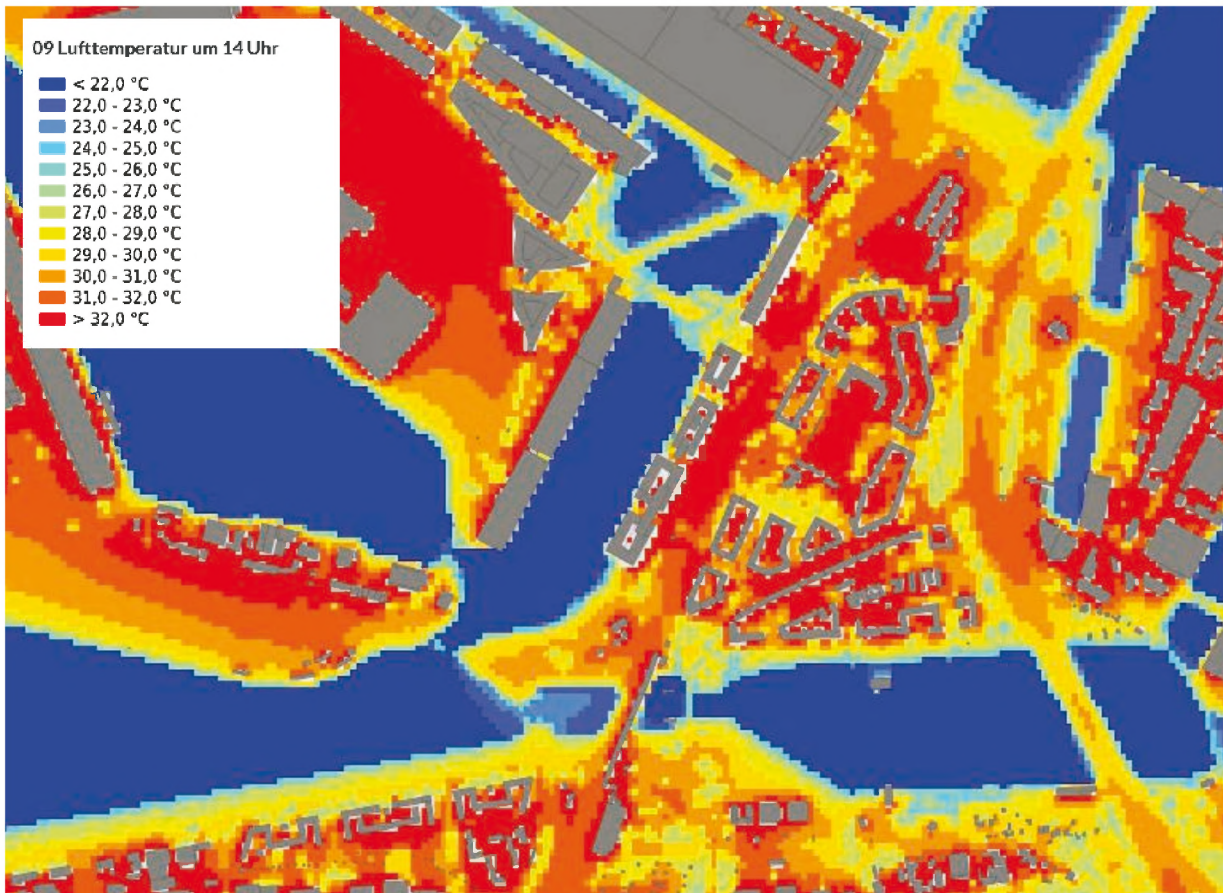 09 Lufttemperatur um 14 Uhr
< 22,0 °C
22,0 - 23,0 °C
23,0 - 24,0 °C
24,0 - 25,0 °C
25,0 - 26,0 °C
26,0 - 27,0 °C
27,0 - 28,0 °C
28,0 - 29,0 °C
29,0 - 30,0 °C
30,0 - 31,0 °C
31,0 - 32,0 °C
> 32,0 °C